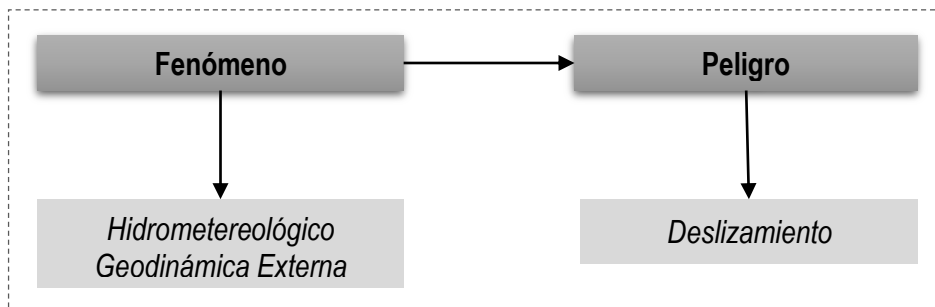 Fenómeno
Peligro
Hidrometereológico
Geodinámica Externa
Deslizamiento